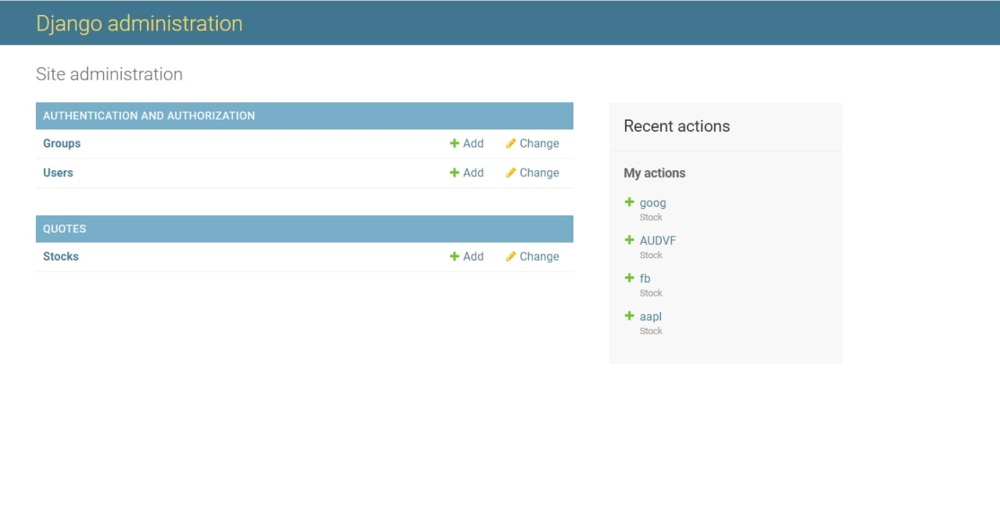 Django administration
Site administration
AUTHENTICATION AND AUTHORIZATION
Groups Add Change
Users Add Change
QUOTES
Stocks Add Change
Recent actions
My actions
goog
Stock
AUDVF
Stock
fb
Stock
aapl
Stock